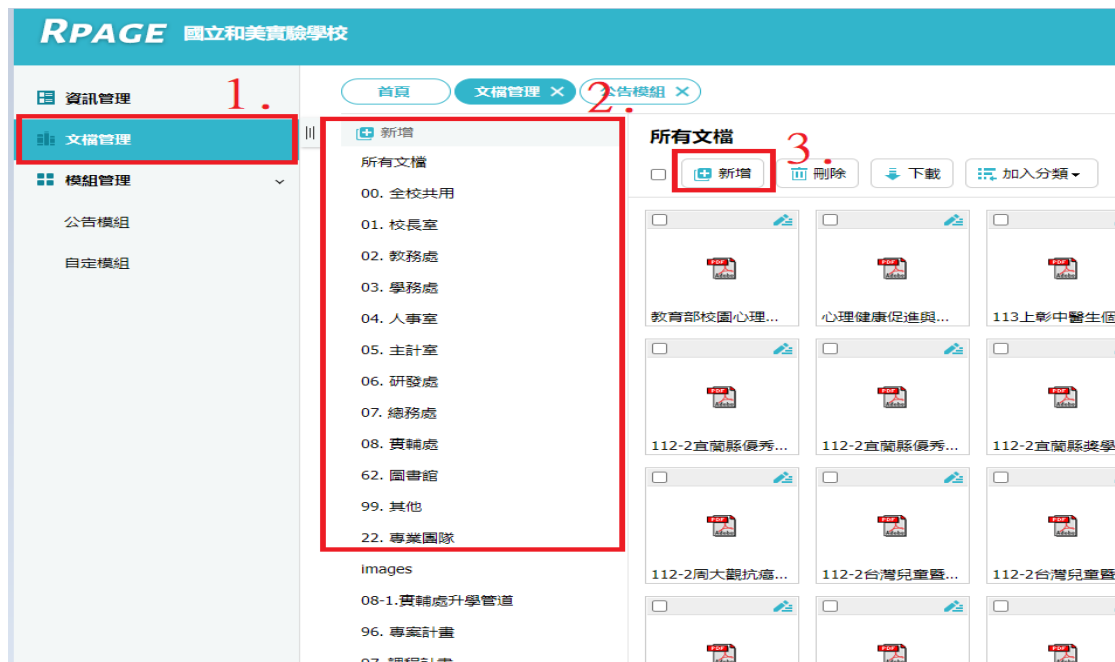 RPAGE 國立和美實驗學校
資訊管理
1.
文檔管理
模組管理
公告模組
自定模組
首頁
文檔管理
公告模組
2.
新增
所有文檔
00. 全校共用
01. 校長室
02. 教務處
03. 學務處
04. 人事室
05. 主計室
06. 研發處
07. 總務處
08. 實輔處
62. 圖書館
99. 其他
22. 專業團隊
images
08-1.實輔處升學管道
96. 專案計畫
97. 課程計畫
所有文檔
3.
新增 刪除 下載 加入分類
教育部校園心理... 心理健康促進與... 113上彰中醫生個
112-2宜蘭縣優秀... 112-2宜蘭縣優秀... 112-2宜蘭縣獎學
112-2周大觀抗癌... 112-2台灣兒童暨... 112-2台灣兒童暨